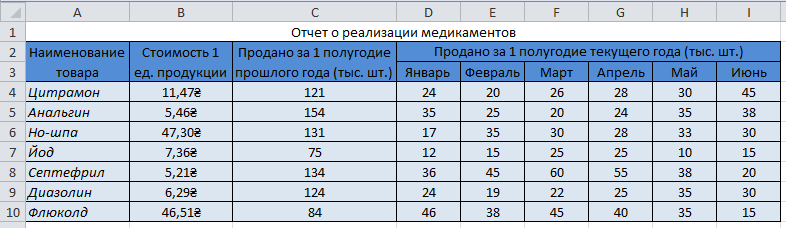 A B C D E F G H I
1 Отчет о реализации медикаментов
2 Наименование Стоимость 1 Продано за 1 полугодие Продано за 1 полугодие текущего года (тыс. шт.)
3 товара ед. продукции прошлого года (тыс. шт.) Январь Февраль Март Апрель Май Июнь
4 Цитрамон 11,47₴ 121 24 20 26 28 30 45
5 Анальгин 5,46₴ 154 35 25 20 24 35 38
6 Но-шпа 47,30₴ 131 17 35 30 28 33 30
7 Йод 7,36₴ 75 12 15 25 25 10 15
8 Септефрил 5,21₴ 134 36 45 60 55 38 20
9 Диазолин 6,29₴ 124 24 19 22 25 35 30
10 Флюколд 46,51₴ 84 46 38 45 40 35 15